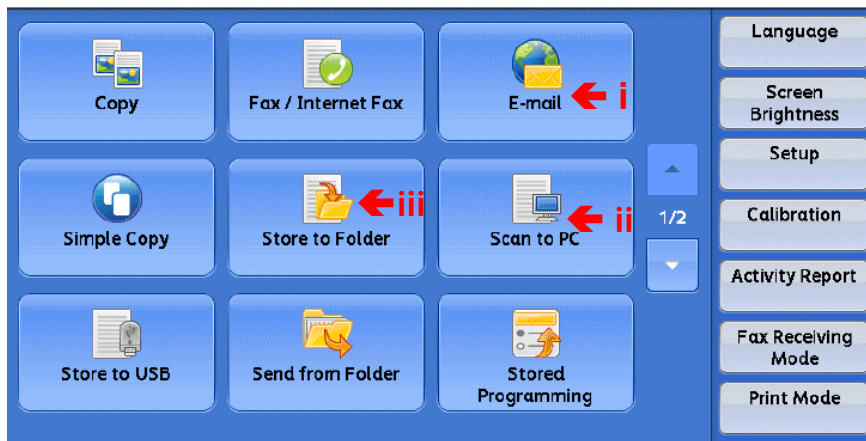 Copy
Fax / Internet Fax
E-mail
i
Simple Copy
Store to Folder
iii
Scan to PC
ii
1/2
Store to USB
Send from Folder
Stored
Programming
Language
Screen
Brightness
Setup
Calibration
Activity Report
Fax Receiving
Mode
Print Mode